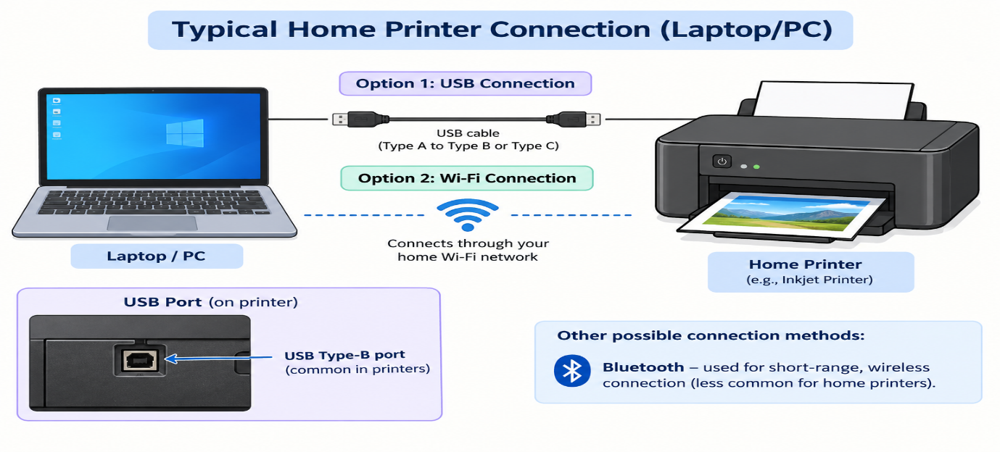 Typical Home Printer Connection (Laptop/PC)
Option 1: USB Connection
USB cable
(Type A to Type B or Type C)
Option 2: Wi-Fi Connection
Connects through your
home Wi-Fi network
Laptop / PC
Home Printer
(e.g., Inkjet Printer)
USB Port (on printer)
USB Type-B port
(common in printers)
Other possible connection methods:
Bluetooth – used for short-range, wireless
connection (less common for home printers).